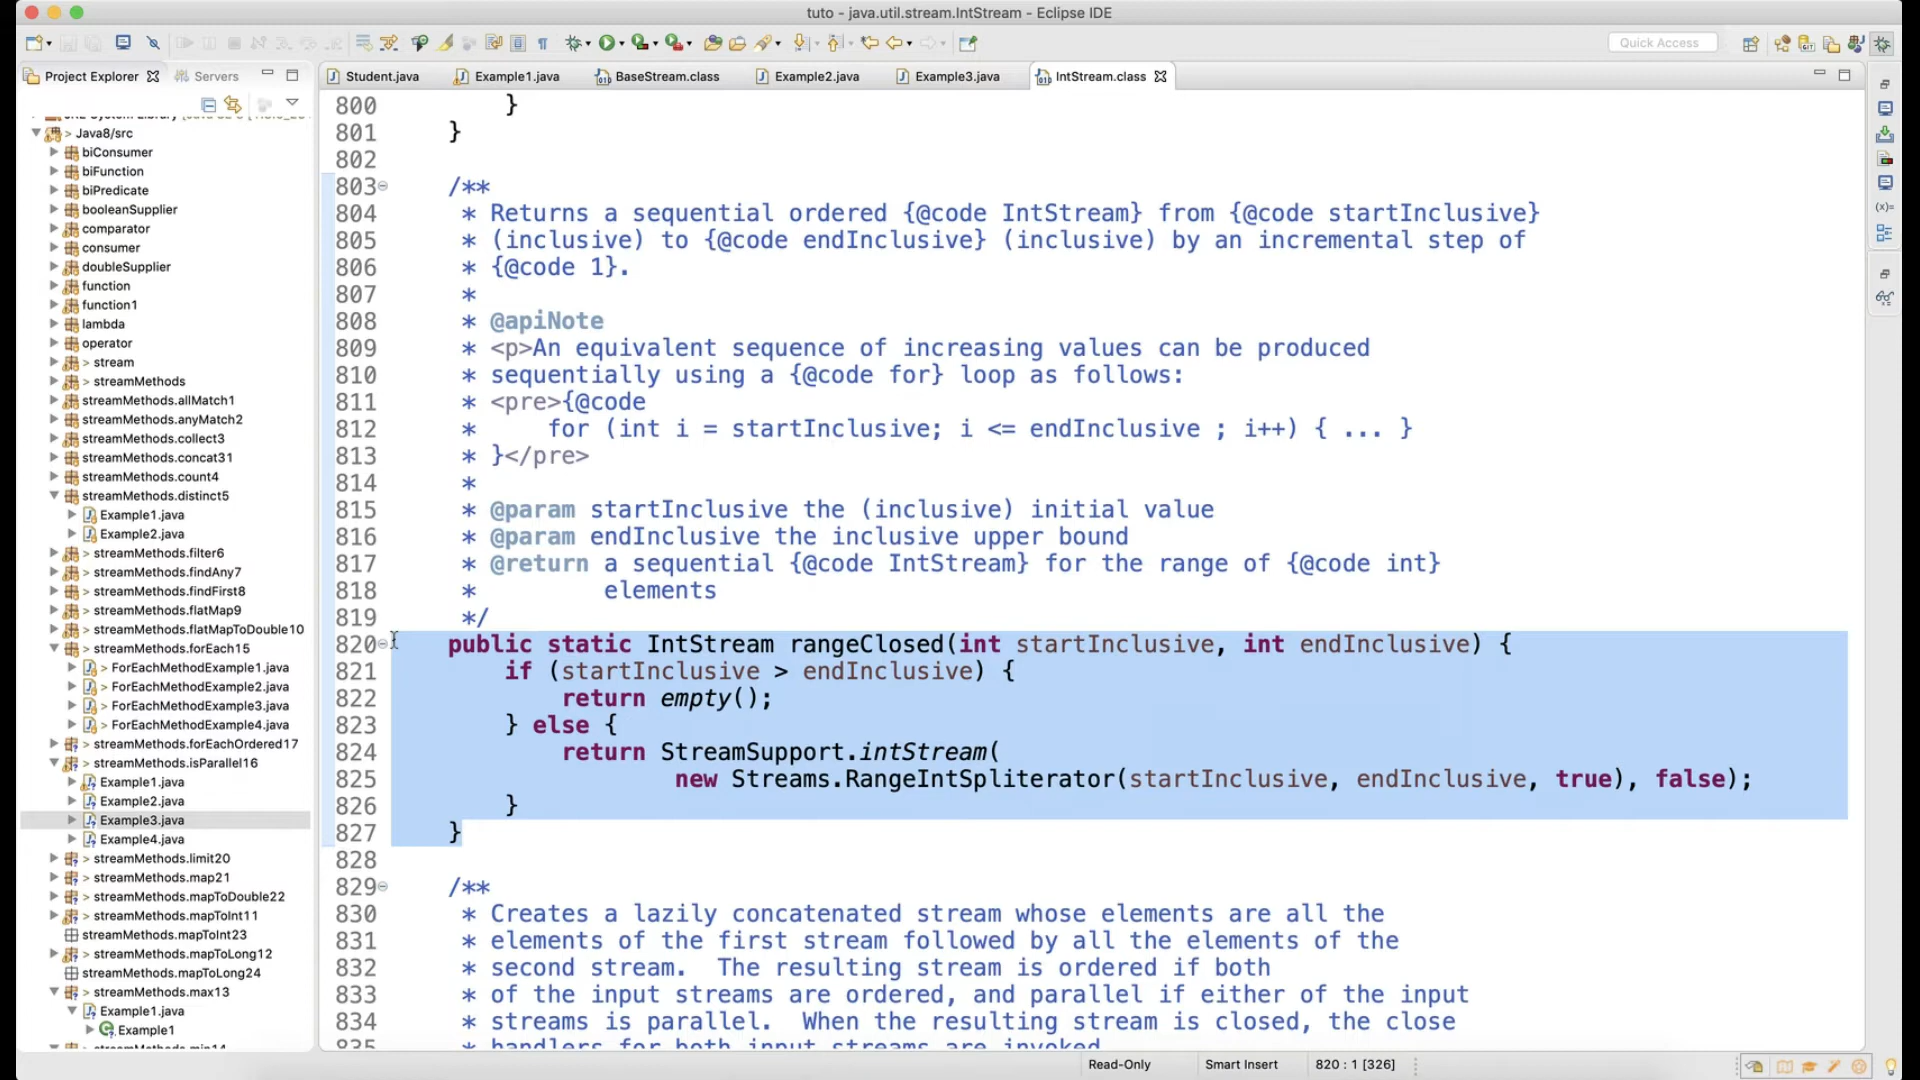 tuto - java.util.stream.IntStream - Eclipse IDE
Quick Access
Project Explorer
Servers
Student.java
Example1.java
BaseStream.class
Example2.java
Example3.java
IntStream.class
> Java8/src
biConsumer
biFunction
biPredicate
booleanSupplier
comparator
consumer
doubleSupplier
function
function1
lambda
operator
> stream
> streamMethods
streamMethods.allMatch1
streamMethods.anyMatch2
streamMethods.collect3
streamMethods.concat31
streamMethods.count4
streamMethods.distinct5
Example1.java
Example2.java
> streamMethods.filter6
> streamMethods.findAny7
> streamMethods.findFirst8
> streamMethods.flatMap9
> streamMethods.flatMapToDouble10
> streamMethods.forEach15
> ForEachMethodExample1.java
> ForEachMethodExample2.java
> ForEachMethodExample3.java
> ForEachMethodExample4.java
> streamMethods.forEachOrdered17
> streamMethods.isParallel16
Example1.java
Example2.java
Example3.java
Example4.java
> streamMethods.limit20
> streamMethods.map21
> streamMethods.mapToDouble22
> streamMethods.mapToInt11
streamMethods.mapToInt23
> streamMethods.mapToLong12
streamMethods.mapToLong24
> streamMethods.max13
Example1.java
Example1
800 }
801 }
802
803 /**
804 * Returns a sequential ordered {@code IntStream} from {@code startInclusive}
805 * (inclusive) to {@code endInclusive} (inclusive) by an incremental step of
806 * {@code 1}.
807 *
808 * @apiNote
809 * <p>An equivalent sequence of increasing values can be produced
810 * sequentially using a {@code for} loop as follows:
811 * <pre>{@code
812 *     for (int i = startInclusive; i <= endInclusive ; i++) { ... }
813 * }</pre>
814 *
815 * @param startInclusive the (inclusive) initial value
816 * @param endInclusive the inclusive upper bound
817 * @return a sequential {@code IntStream} for the range of {@code int}
818 *         elements
819 */
820 public static IntStream rangeClosed(int startInclusive, int endInclusive) {
821 if (startInclusive > endInclusive) {
822 return empty();
823 } else {
824 return StreamSupport.intStream(
825 new Streams.RangeIntSpliterator(startInclusive, endInclusive, true), false);
826 }
827 }
828
829 /**
830 * Creates a lazily concatenated stream whose elements are all the
831 * elements of the first stream followed by all the elements of the
832 * second stream.  The resulting stream is ordered if both
833 * of the input streams are ordered, and parallel if either of the input
834 * streams is parallel.  When the resulting stream is closed, the close
835 * handlers for both input streams are invoked
Read-Only
Smart Insert
820 : 1 [326]